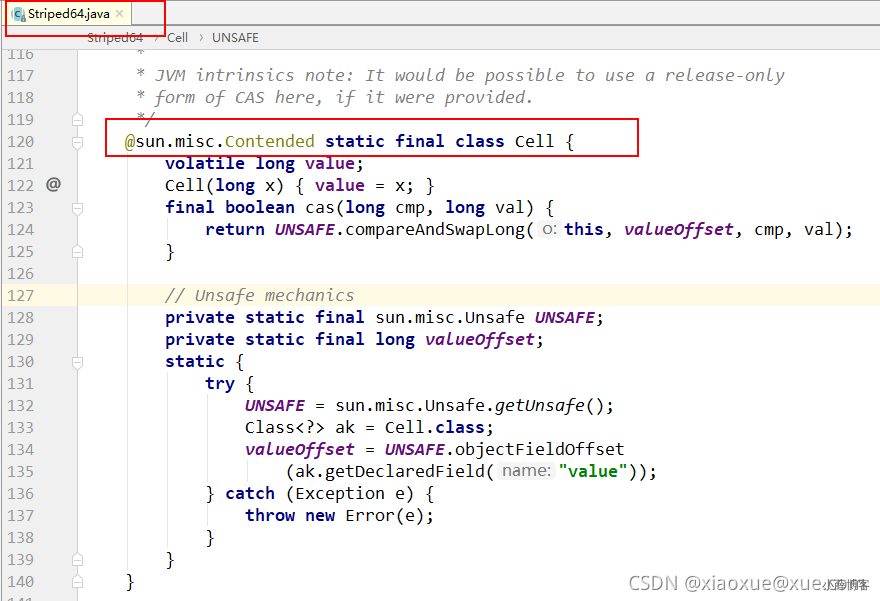 Striped64.java
Striped64 › Cell › UNSAFE
116 *
117 * JVM intrinsics note: It would be possible to use a release-only
118 * form of CAS here, if it were provided.
119 */
120 @sun.misc.Contended static final class Cell {
121 volatile long value;
122 @ Cell(long x) { value = x; }
123 final boolean cas(long cmp, long val) {
124 return UNSAFE.compareAndSwapLong( o: this, valueOffset, cmp, val);
125 }
126
127 // Unsafe mechanics
128 private static final sun.misc.Unsafe UNSAFE;
129 private static final long valueOffset;
130 static {
131 try {
132 UNSAFE = sun.misc.Unsafe.getUnsafe();
133 Class<?> ak = Cell.class;
134 valueOffset = UNSAFE.objectFieldOffset
135 (ak.getDeclaredField( name: "value"));
136 } catch (Exception e) {
137 throw new Error(e);
138 }
139 }
140 }
CSDN @xiaoxue@xue